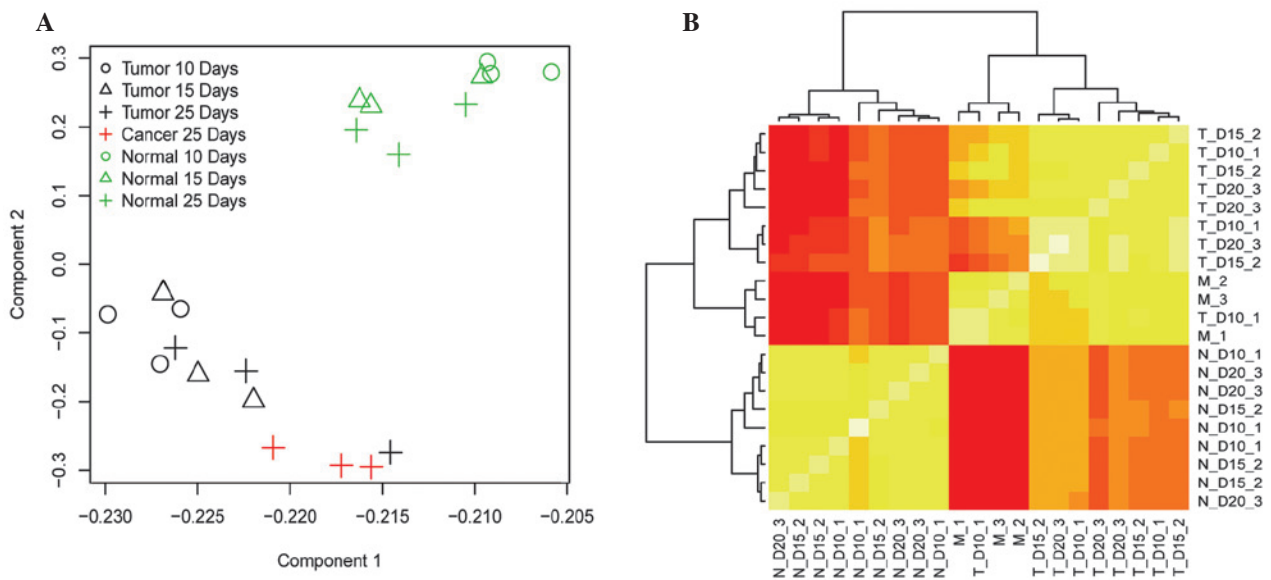 A
B
0.3
0.2
0.1
0.0
−0.1
−0.2
−0.3
Component 2
Tumor 10 Days
Tumor 15 Days
Tumor 25 Days
Cancer 25 Days
Normal 10 Days
Normal 15 Days
Normal 25 Days
−0.230
−0.225
−0.220
−0.215
−0.210
−0.205
Component 1
T_D15_2
T_D10_1
T_D15_2
T_D20_3
T_D20_3
T_D10_1
T_D20_3
T_D15_2
M_2
M_3
T_D10_1
M_1
N_D10_1
N_D20_3
N_D20_3
N_D15_2
N_D10_1
N_D10_1
N_D15_2
N_D15_2
N_D20_3
N_D20_3
N_D15_2
N_D15_2
N_D10_1
N_D10_1
N_D15_2
N_D20_3
N_D20_3
N_D10_1
M_1
T_D10_1
M_3
M_2
T_D15_2
T_D20_3
T_D10_1
T_D20_3
T_D20_3
T_D15_2
T_D10_1
T_D15_2